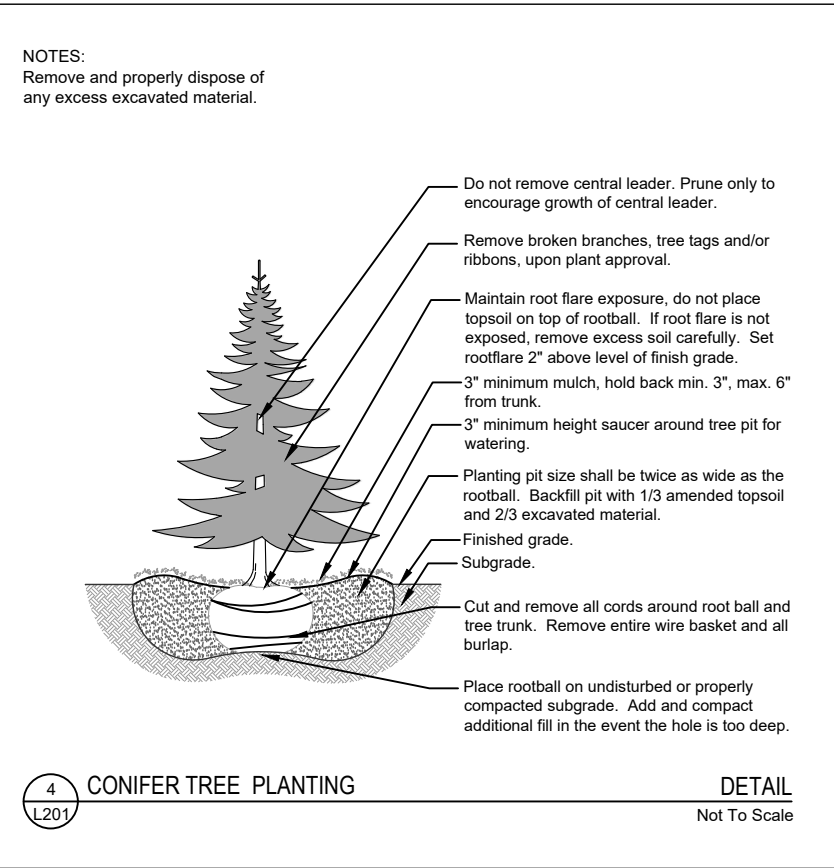 NOTES:
Remove and properly dispose of
any excess excavated material.
Do not remove central leader. Prune only to
encourage growth of central leader.
Remove broken branches, tree tags and/or
ribbons, upon plant approval.
Maintain root flare exposure, do not place
topsoil on top of rootball.  If root flare is not
exposed, remove excess soil carefully.  Set
rootflare 2" above level of finish grade.
3" minimum mulch, hold back min. 3", max. 6"
from trunk.
3" minimum height saucer around tree pit for
watering.
Planting pit size shall be twice as wide as the
rootball.  Backfill pit with 1/3 amended topsoil
and 2/3 excavated material.
Finished grade.
Subgrade.
Cut and remove all cords around root ball and
tree trunk.  Remove entire wire basket and all
burlap.
Place rootball on undisturbed or properly
compacted subgrade.  Add and compact
additional fill in the event the hole is too deep.
4
L201
CONIFER TREE  PLANTING
DETAIL
Not To Scale